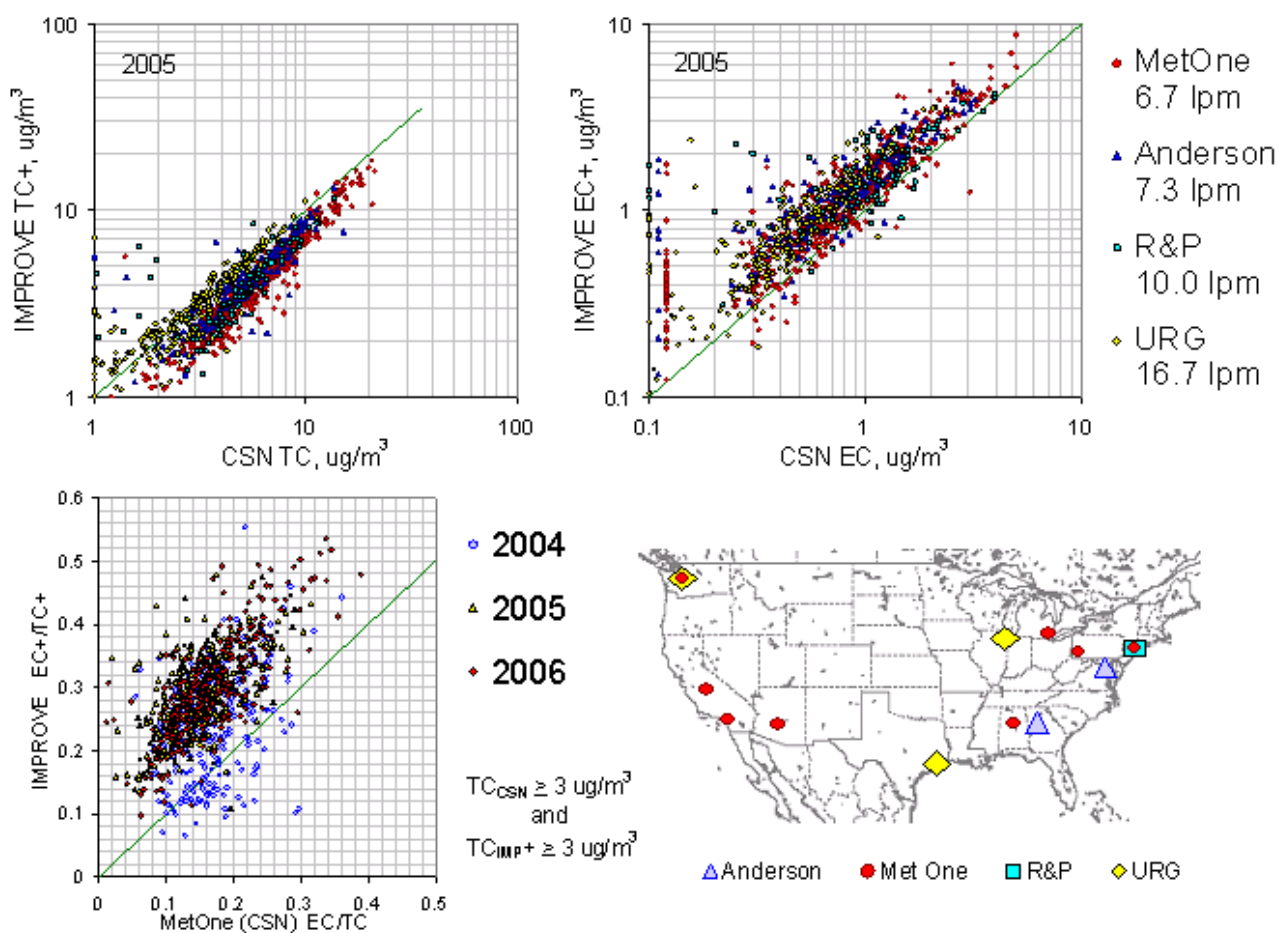 100
10
1
IMPROVE TC+, ug/m³
2005
1
10
100
CSN TC, ug/m³
10
1
0.1
IMPROVE EC+, ug/m³
2005
0.1
1
10
CSN EC, ug/m³
MetOne
6.7 lpm
Anderson
7.3 lpm
R&P
10.0 lpm
URG
16.7 lpm
0.6
0.5
0.4
0.3
0.2
0.1
0
IMPROVE EC+/TC+
0
0.1
0.2
0.3
0.4
0.5
MetOne (CSN) EC/TC
2004
2005
2006
TC_CSN ≥ 3 ug/m³
and
TC_IMP+ ≥ 3 ug/m³
Anderson Met One R&P URG